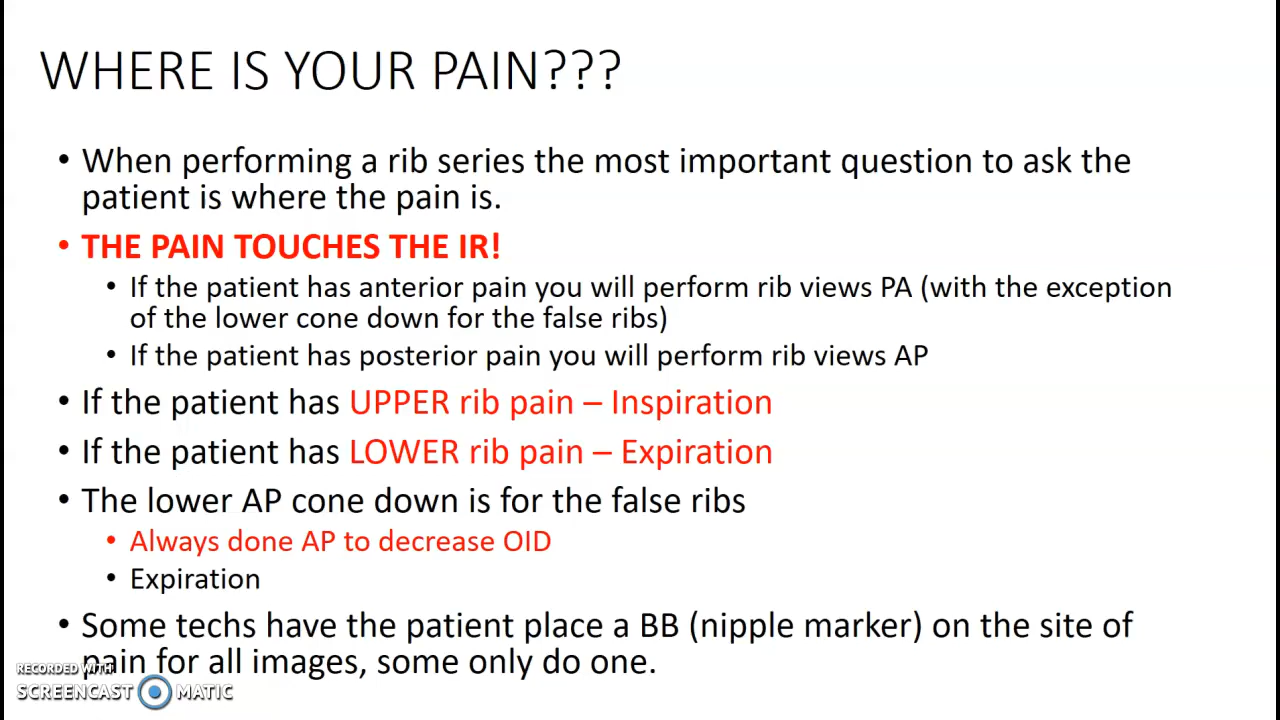 WHERE IS YOUR PAIN???
• When performing a rib series the most important question to ask the
patient is where the pain is.
• THE PAIN TOUCHES THE IR!
• If the patient has anterior pain you will perform rib views PA (with the exception
of the lower cone down for the false ribs)
• If the patient has posterior pain you will perform rib views AP
• If the patient has UPPER rib pain – Inspiration
• If the patient has LOWER rib pain – Expiration
• The lower AP cone down is for the false ribs
• Always done AP to decrease OID
• Expiration
• Some techs have the patient place a BB (nipple marker) on the site of
pain for all images, some only do one.
RECORDED WITH
SCREENCAST MATIC